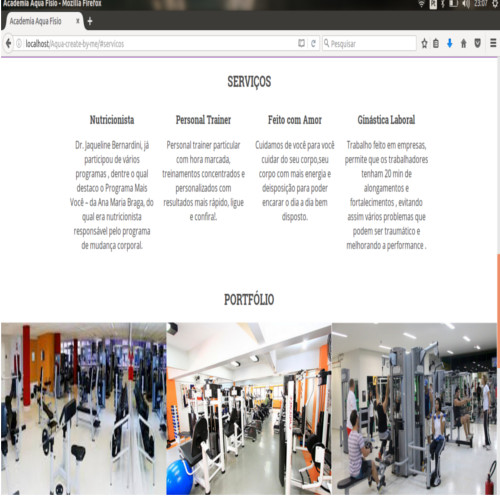 Academia Aqua Fisio - Mozilla Firefox
23:07
Academia Aqua Fisio
localhost/Aqua-create-by-me/#servicos
Pesquisar
SERVIÇOS
Nutricionista
Dr. Jaqueline Bernardini, já
participou de vários
programas , dentre o qual
destaco o Programa Mais
Você – da Ana Maria Braga, do
qual era nutricionista
responsável pelo programa
de mudança corporal.
Personal Trainer
Personal trainer particular
com hora marcada,
treinamentos concentrados e
personalizados com
resultados mais rápido, ligue
e confira!.
Feito com Amor
Cuidamos de você para você
cuidar do seu corpo,seu
corpo com mais energia e
deisposição para poder
encarar o dia a dia bem
disposto.
Ginástica Laboral
Trabalho feito em empresas,
permite que os trabalhadores
tenham 20 min de
alongamentos e
fortalecimentos , evitando
assim vários problemas que
podem ser traumático e
melhorando a performance .
PORTFÓLIO